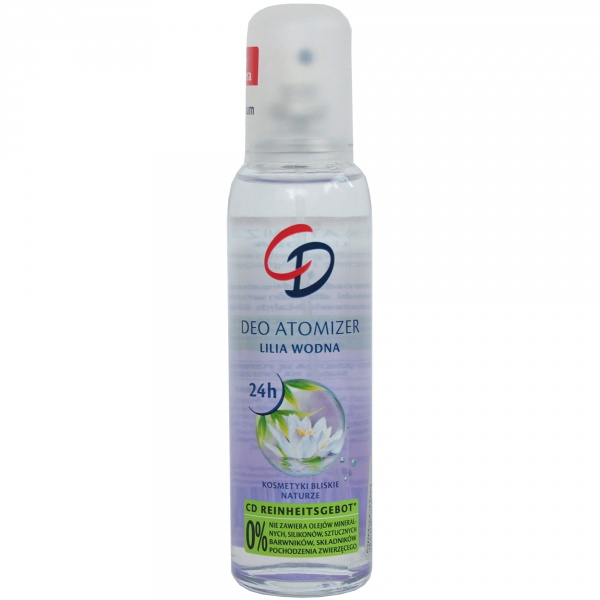 CD
DEO ATOMIZER
LILIA WODNA
24h
KOSMETYKI BLISKIE
NATURZE
CD REINHEITSGEBOT*
0%
NIE ZAWIERA OLEJÓW MINERAL-
NYCH, SILIKONÓW, SZTUCZNYCH
BARWNIKÓW, SKŁADNIKÓW
POCHODZENIA ZWIERZĘCEGO